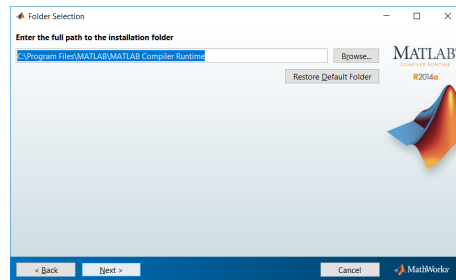 Folder Selection
Enter the full path to the installation folder
C:\Program Files\MATLAB\MATLAB Compiler Runtime
Browse...
Restore Default Folder
MATLAB®
COMPILER RUNTIME
R2014a
< Back
Next >
Cancel
MathWorks®